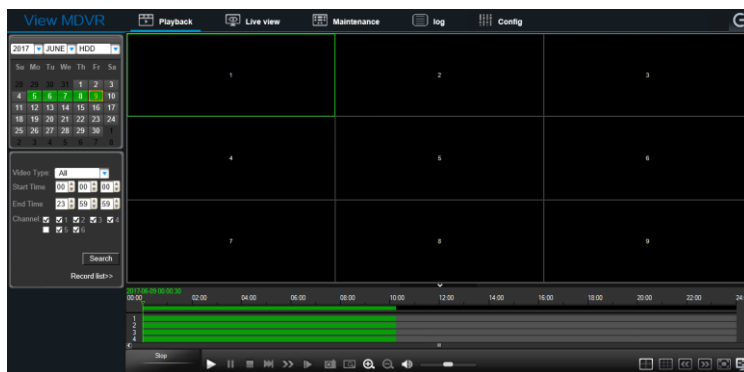 View MDVR Playback Live view Maintenance log Config
2017 JUNE HDD
Su Mo Tu We Th Fr Sa
28 29 30 31 1 2 3
4 5 6 7 8 9 10
11 12 13 14 15 16 17
18 19 20 21 22 23 24
25 26 27 28 29 30 1
2 3 4 5 6 7 8
Video Type: All
Start Time 00 00 00
End Time 23 59 59
Channel 1 2 3 4
5 6
Search
Record list>>
1 2 3
4 5 6
7 8 9
2017-06-09 00:00:30
00:00 02:00 04:00 06:00 08:00 10:00 12:00 14:00 16:00 18:00 20:00 22:00 24:
1
2
3
4
Stop